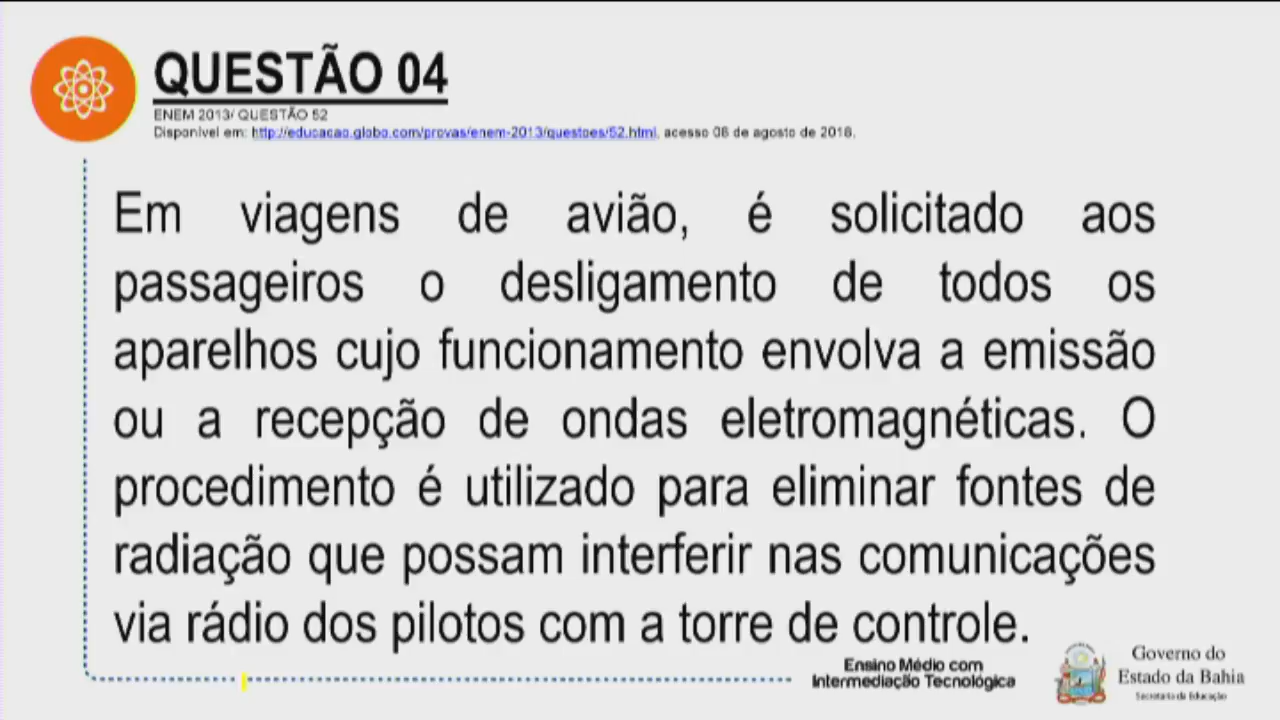 QUESTÃO 04
ENEM 2013/ QUESTÃO 52
Disponível em: http://educacao.globo.com/provas/enem-2013/questoes/52.html, acesso 08 de agosto de 2018.
Em viagens de avião, é solicitado aos
passageiros o desligamento de todos os
aparelhos cujo funcionamento envolva a emissão
ou a recepção de ondas eletromagnéticas. O
procedimento é utilizado para eliminar fontes de
radiação que possam interferir nas comunicações
via rádio dos pilotos com a torre de controle.
Ensino Médio com
Intermediação Tecnológica
Governo do
Estado da Bahia
Secretaria da Educação